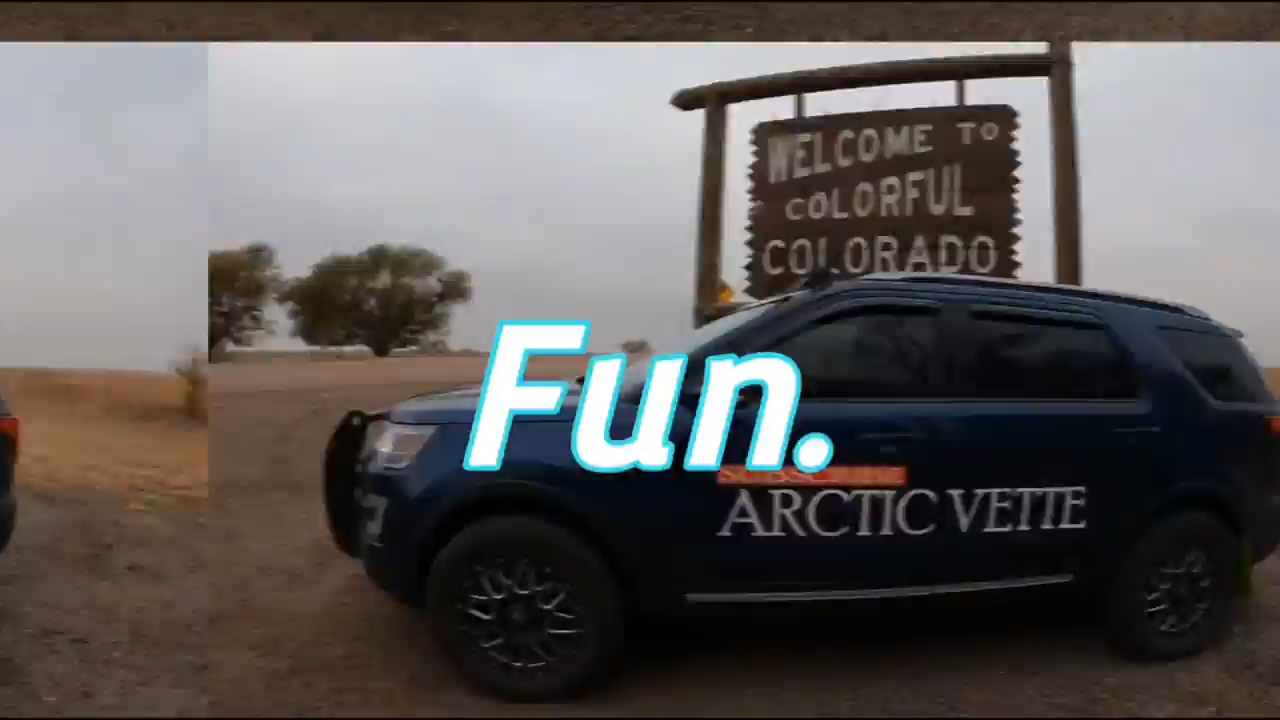 WELCOME TO
COLORFUL
COLORADO
Fun.
ARCTIC VETTE